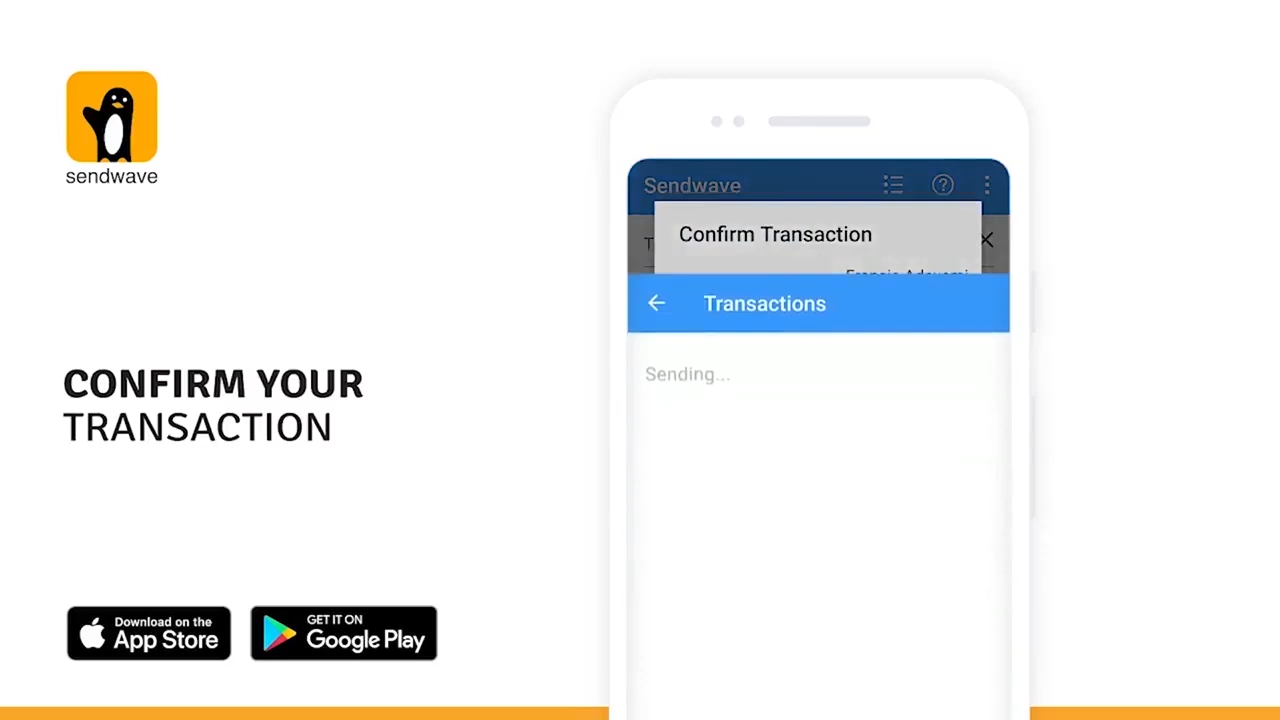 sendwave
CONFIRM YOUR
TRANSACTION
Download on the
App Store
GET IT ON
Google Play
Sendwave
T
Confirm Transaction
Transactions
Sending...